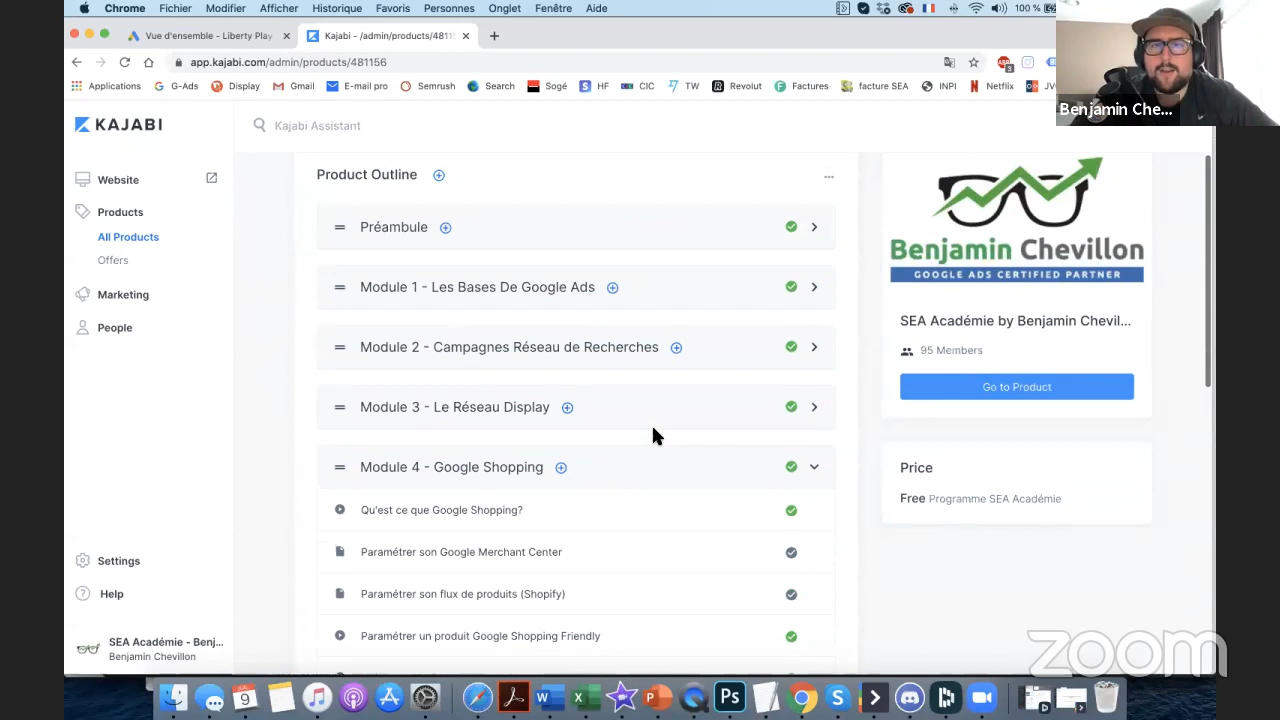 Chrome Fichier Modifier Afficher Historique Favoris Personnes Onglet Fenêtre Aide 100 %
Vue d'ensemble - Liberty Play
Kajabi - /admin/products/4811
app.kajabi.com/admin/products/481156
Applications G-Ads Display Gmail E-mail pro Semrush Search Sogé HF CIC TW Revolut Factures facture SEA INPI Netflix
Benjamin Che...
KAJABI
Kajabi Assistant
Website
Products
All Products
Offers
Marketing
People
Settings
Help
SEA Académie - Benj...
Benjamin Chevillon
Product Outline
Préambule
Module 1 - Les Bases De Google Ads
Module 2 - Campagnes Réseau de Recherches
Module 3 - Le Réseau Display
Module 4 - Google Shopping
Qu'est ce que Google Shopping?
Paramétrer son Google Merchant Center
Paramétrer son flux de produits (Shopify)
Paramétrer un produit Google Shopping Friendly
Benjamin Chevillon
GOOGLE ADS CERTIFIED PARTNER
SEA Académie by Benjamin Chevil...
95 Members
Go to Product
Price
Free Programme SEA Académie
zoom
9
Ps